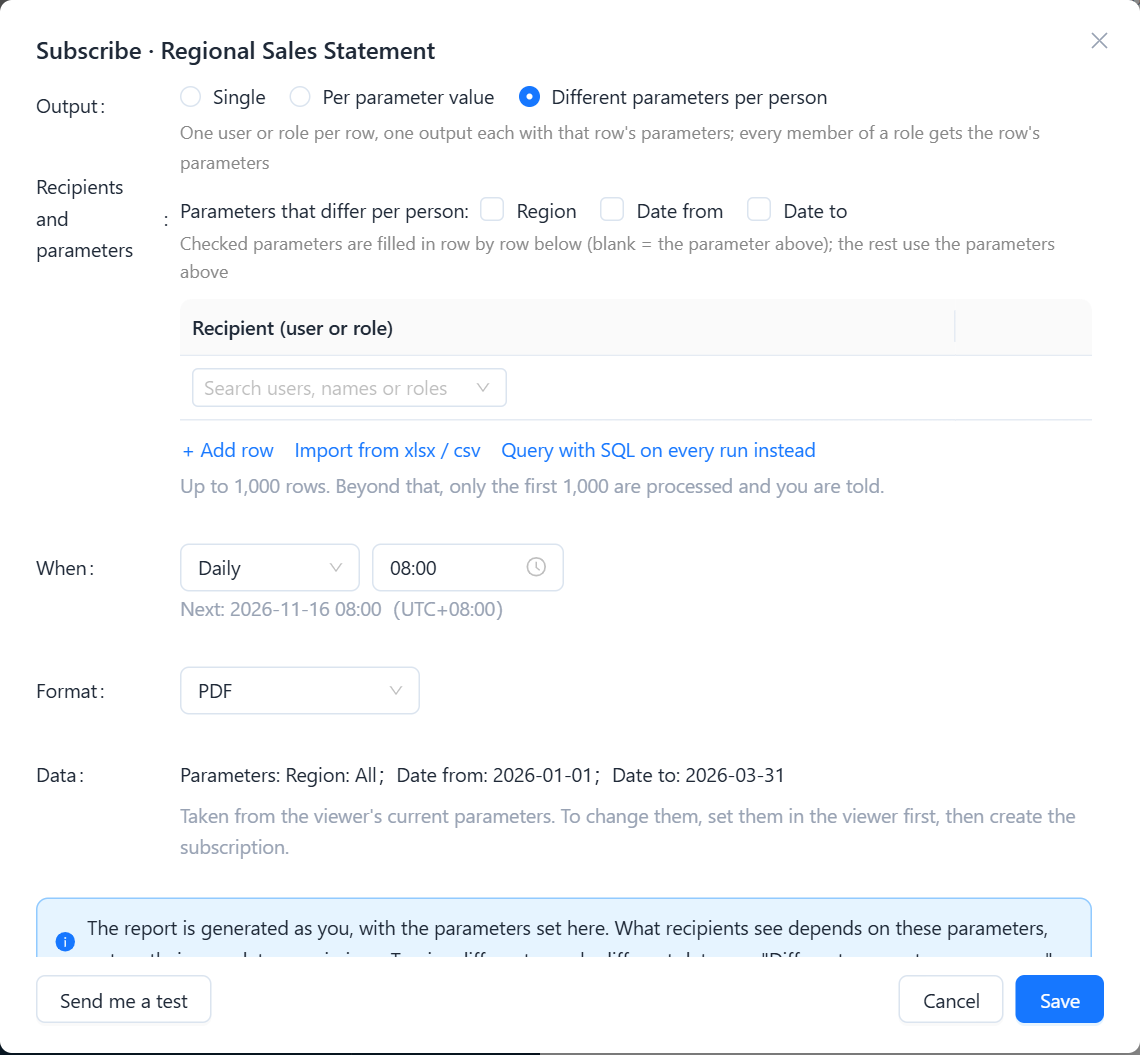 Subscribe · Regional Sales Statement
Output:
Single
Per parameter value
Different parameters per person
One user or role per row, one output each with that row's parameters; every member of a role gets the row's
parameters
Recipients
and
parameters
:
Parameters that differ per person:
Region
Date from
Date to
Checked parameters are filled in row by row below (blank = the parameter above); the rest use the parameters
above
Recipient (user or role)
Search users, names or roles
+ Add row
Import from xlsx / csv
Query with SQL on every run instead
Up to 1,000 rows. Beyond that, only the first 1,000 are processed and you are told.
When:
Daily
08:00
Next: 2026-11-16 08:00 (UTC+08:00)
Format:
PDF
Data:
Parameters: Region: All; Date from: 2026-01-01; Date to: 2026-03-31
Taken from the viewer's current parameters. To change them, set them in the viewer first, then create the
subscription.
The report is generated as you, with the parameters set here. What recipients see depends on these parameters,
Send me a test
Cancel
Save